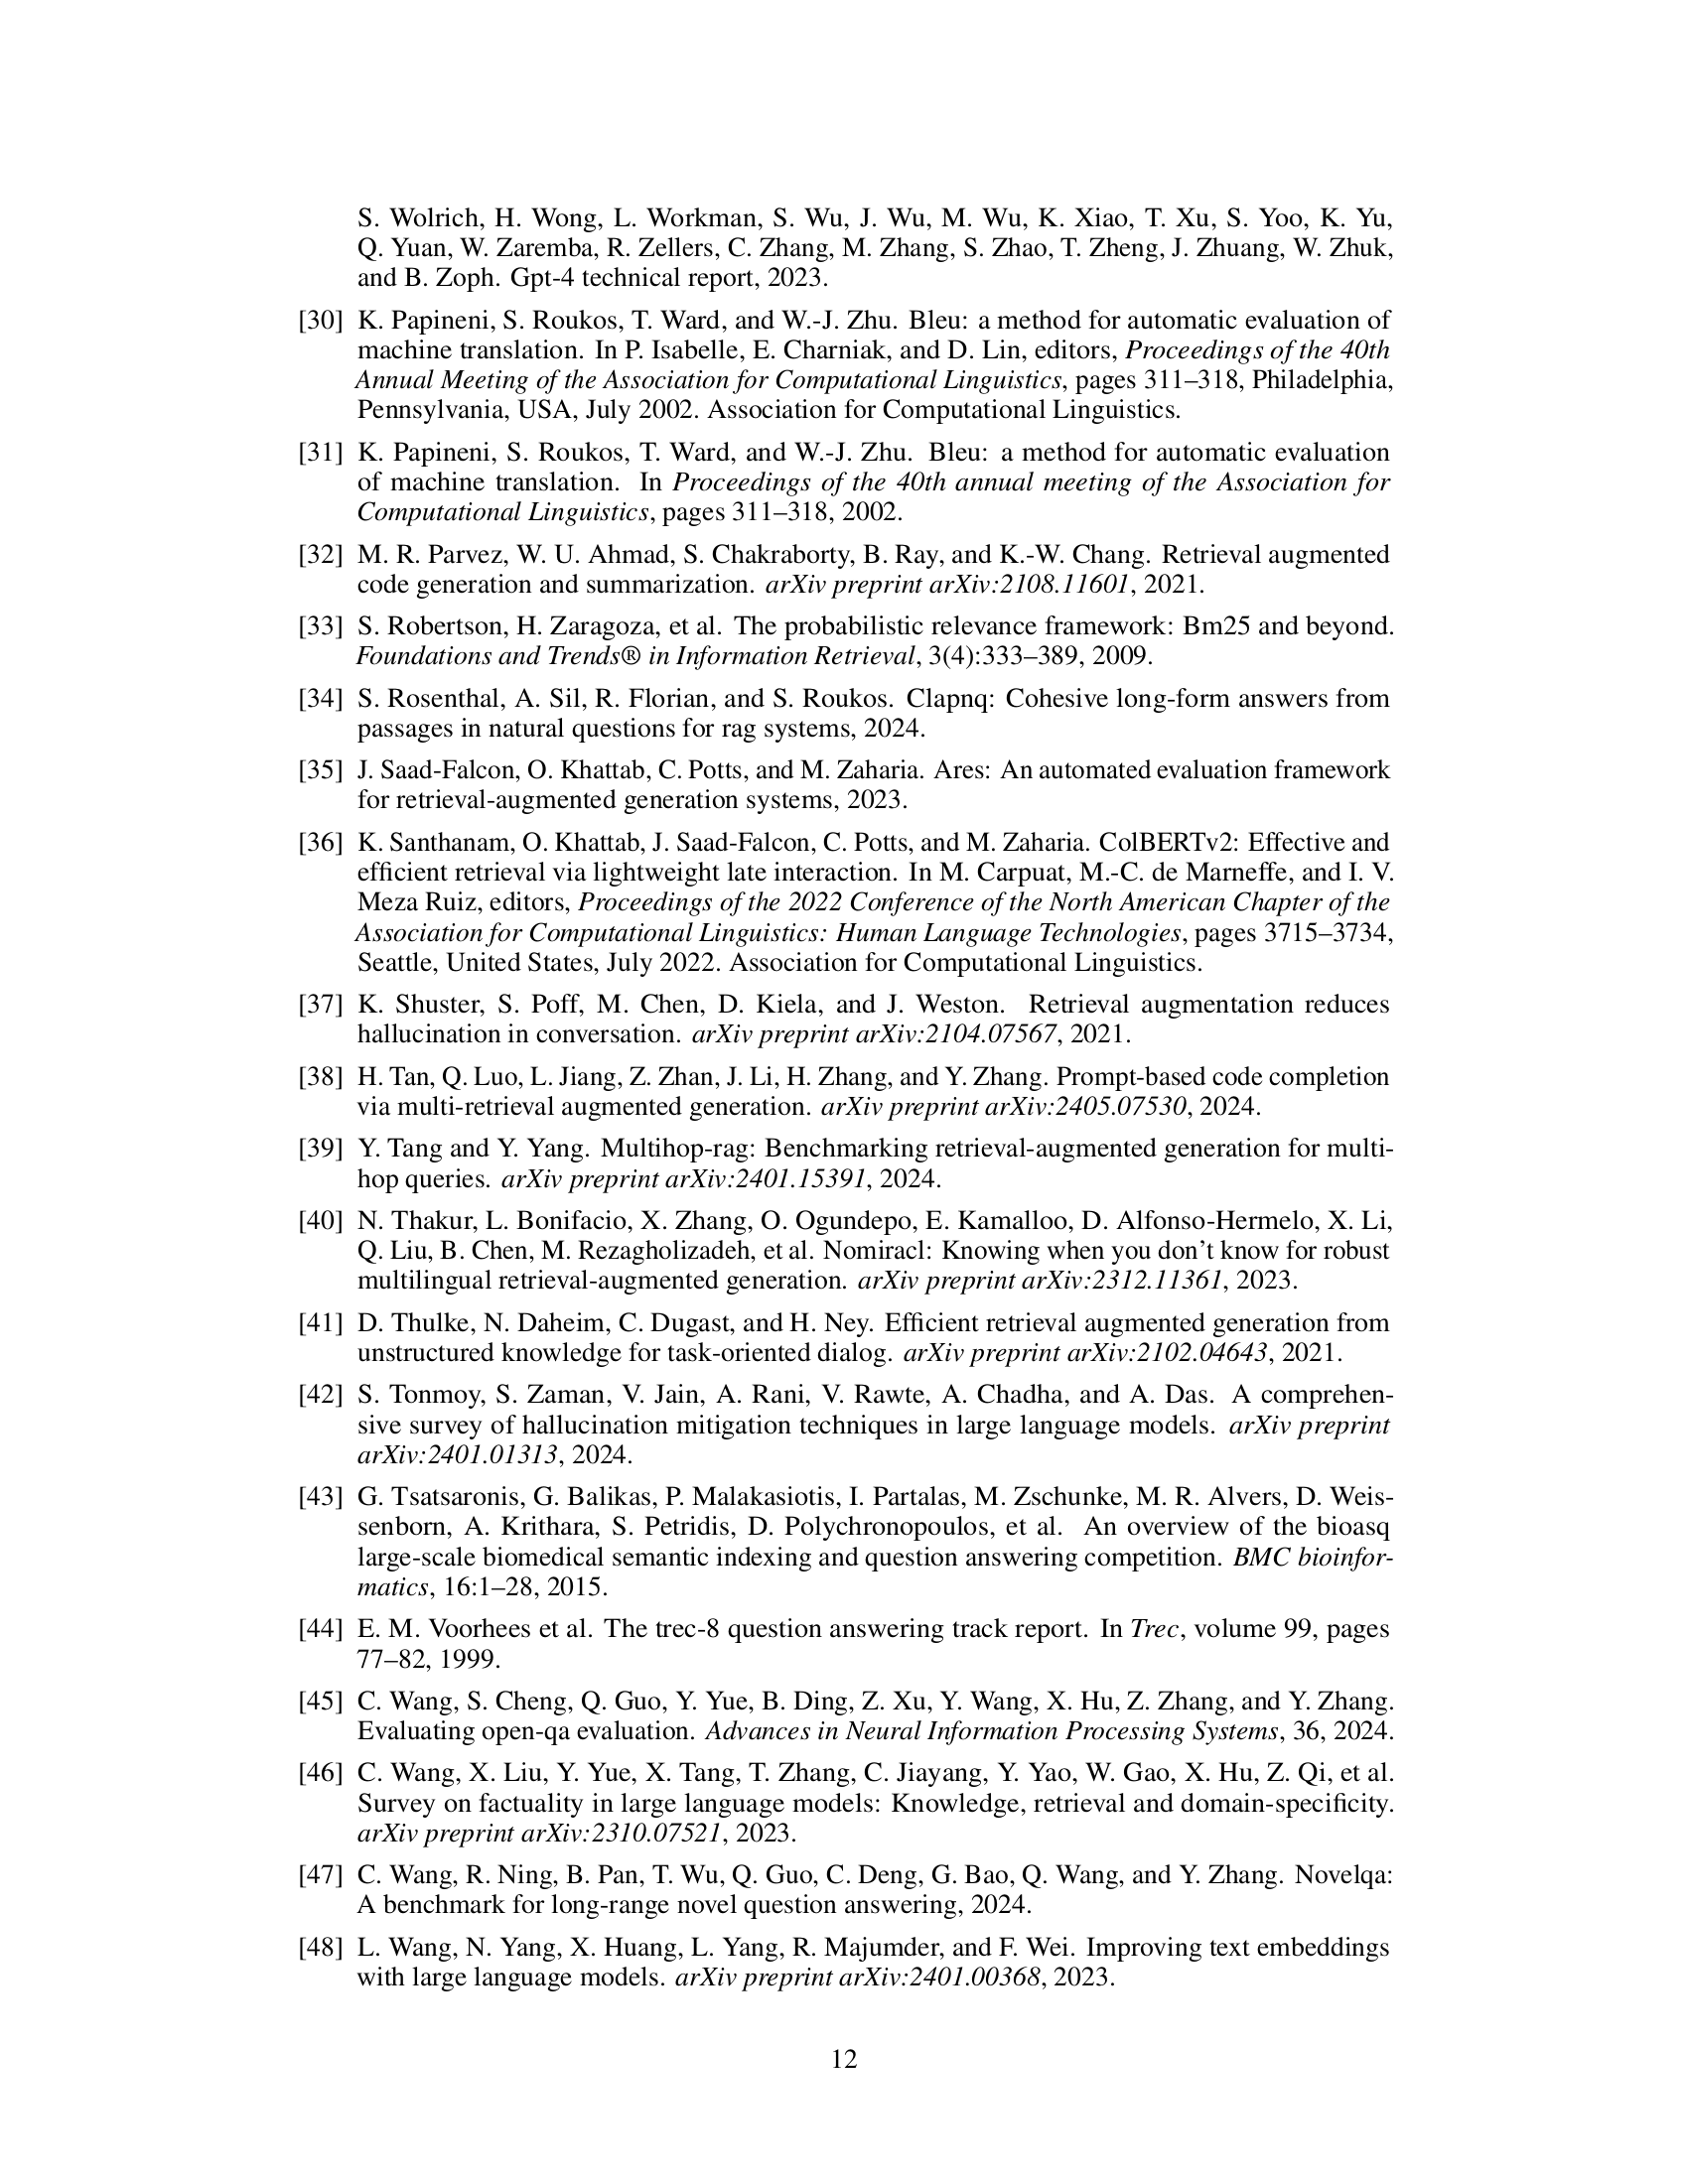 S. Wolrich, H. Wong, L. Workman, S. Wu, J. Wu, M. Wu, K. Xiao, T. Xu, S. Yoo, K. Yu,
Q. Yuan, W. Zaremba, R. Zellers, C. Zhang, M. Zhang, S. Zhao, T. Zheng, J. Zhuang, W. Zhuk,
and B. Zoph. Gpt-4 technical report, 2023.
[30] K. Papineni, S. Roukos, T. Ward, and W.-J. Zhu. Bleu: a method for automatic evaluation of
machine translation. In P. Isabelle, E. Charniak, and D. Lin, editors, Proceedings of the 40th
Annual Meeting of the Association for Computational Linguistics, pages 311–318, Philadelphia,
Pennsylvania, USA, July 2002. Association for Computational Linguistics.
[31] K. Papineni, S. Roukos, T. Ward, and W.-J. Zhu. Bleu: a method for automatic evaluation
of machine translation. In Proceedings of the 40th annual meeting of the Association for
Computational Linguistics, pages 311–318, 2002.
[32] M. R. Parvez, W. U. Ahmad, S. Chakraborty, B. Ray, and K.-W. Chang. Retrieval augmented
code generation and summarization. arXiv preprint arXiv:2108.11601, 2021.
[33] S. Robertson, H. Zaragoza, et al. The probabilistic relevance framework: Bm25 and beyond.
Foundations and Trends® in Information Retrieval, 3(4):333–389, 2009.
[34] S. Rosenthal, A. Sil, R. Florian, and S. Roukos. Clapnq: Cohesive long-form answers from
passages in natural questions for rag systems, 2024.
[35] J. Saad-Falcon, O. Khattab, C. Potts, and M. Zaharia. Ares: An automated evaluation framework
for retrieval-augmented generation systems, 2023.
[36] K. Santhanam, O. Khattab, J. Saad-Falcon, C. Potts, and M. Zaharia. ColBERTv2: Effective and
efficient retrieval via lightweight late interaction. In M. Carpuat, M.-C. de Marneffe, and I. V.
Meza Ruiz, editors, Proceedings of the 2022 Conference of the North American Chapter of the
Association for Computational Linguistics: Human Language Technologies, pages 3715–3734,
Seattle, United States, July 2022. Association for Computational Linguistics.
[37] K. Shuster, S. Poff, M. Chen, D. Kiela, and J. Weston. Retrieval augmentation reduces
hallucination in conversation. arXiv preprint arXiv:2104.07567, 2021.
[38] H. Tan, Q. Luo, L. Jiang, Z. Zhan, J. Li, H. Zhang, and Y. Zhang. Prompt-based code completion
via multi-retrieval augmented generation. arXiv preprint arXiv:2405.07530, 2024.
[39] Y. Tang and Y. Yang. Multihop-rag: Benchmarking retrieval-augmented generation for multi-
hop queries. arXiv preprint arXiv:2401.15391, 2024.
[40] N. Thakur, L. Bonifacio, X. Zhang, O. Ogundepo, E. Kamalloo, D. Alfonso-Hermelo, X. Li,
Q. Liu, B. Chen, M. Rezagholizadeh, et al. Nomiracl: Knowing when you don't know for robust
multilingual retrieval-augmented generation. arXiv preprint arXiv:2312.11361, 2023.
[41] D. Thulke, N. Daheim, C. Dugast, and H. Ney. Efficient retrieval augmented generation from
unstructured knowledge for task-oriented dialog. arXiv preprint arXiv:2102.04643, 2021.
[42] S. Tonmoy, S. Zaman, V. Jain, A. Rani, V. Rawte, A. Chadha, and A. Das. A comprehen-
sive survey of hallucination mitigation techniques in large language models. arXiv preprint
arXiv:2401.01313, 2024.
[43] G. Tsatsaronis, G. Balikas, P. Malakasiotis, I. Partalas, M. Zschunke, M. R. Alvers, D. Weis-
senborn, A. Krithara, S. Petridis, D. Polychronopoulos, et al. An overview of the bioasq
large-scale biomedical semantic indexing and question answering competition. BMC bioinfor-
matics, 16:1–28, 2015.
[44] E. M. Voorhees et al. The trec-8 question answering track report. In Trec, volume 99, pages
77–82, 1999.
[45] C. Wang, S. Cheng, Q. Guo, Y. Yue, B. Ding, Z. Xu, Y. Wang, X. Hu, Z. Zhang, and Y. Zhang.
Evaluating open-qa evaluation. Advances in Neural Information Processing Systems, 36, 2024.
[46] C. Wang, X. Liu, Y. Yue, X. Tang, T. Zhang, C. Jiayang, Y. Yao, W. Gao, X. Hu, Z. Qi, et al.
Survey on factuality in large language models: Knowledge, retrieval and domain-specificity.
arXiv preprint arXiv:2310.07521, 2023.
[47] C. Wang, R. Ning, B. Pan, T. Wu, Q. Guo, C. Deng, G. Bao, Q. Wang, and Y. Zhang. Novelqa:
A benchmark for long-range novel question answering, 2024.
[48] L. Wang, N. Yang, X. Huang, L. Yang, R. Majumder, and F. Wei. Improving text embeddings
with large language models. arXiv preprint arXiv:2401.00368, 2023.
12